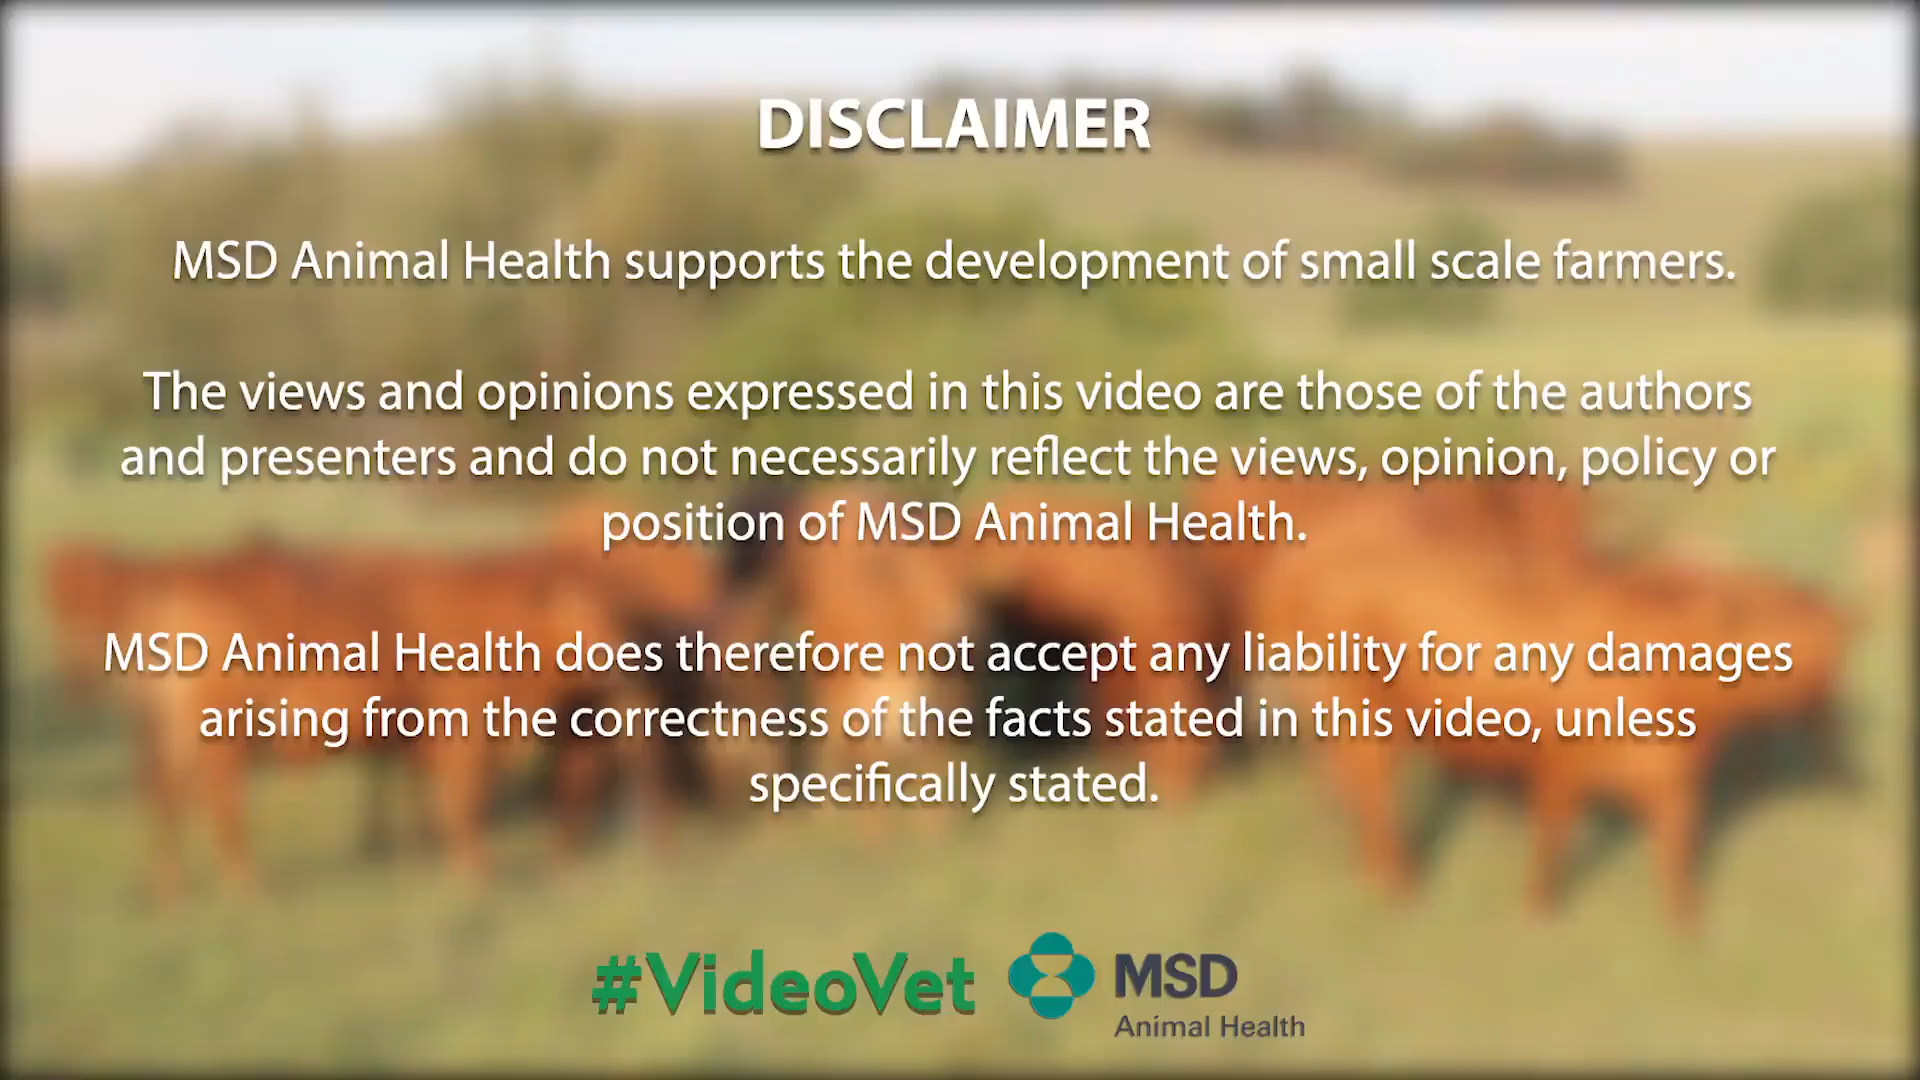 DISCLAIMER
MSD Animal Health supports the development of small scale farmers.
The views and opinions expressed in this video are those of the authors
and presenters and do not necessarily reflect the views, opinion, policy or
position of MSD Animal Health.
MSD Animal Health does therefore not accept any liability for any damages
arising from the correctness of the facts stated in this video, unless
specifically stated.
#VideoVet
MSD
Animal Health